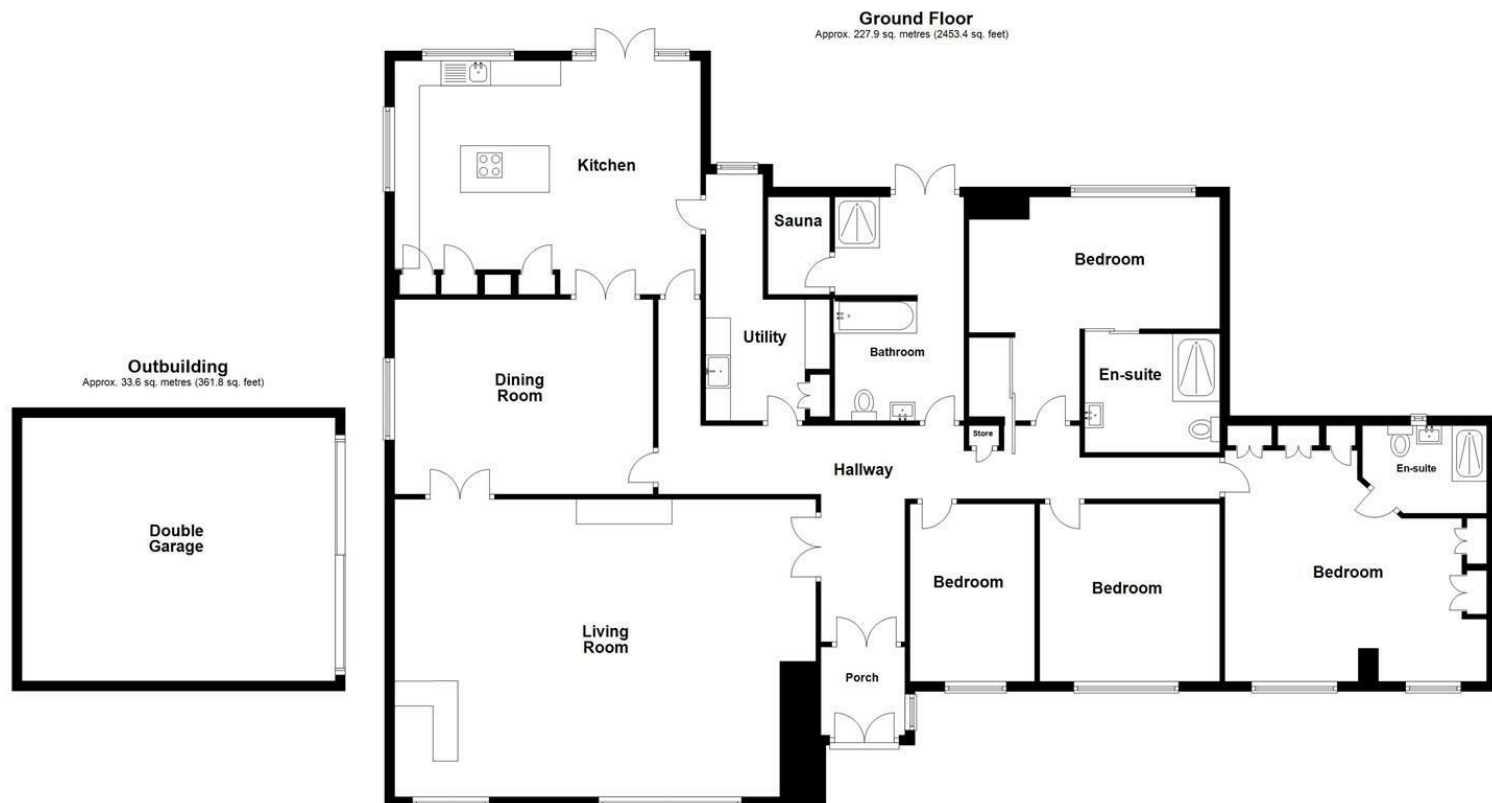 Ground Floor
Approx. 227.9 sq. metres (2453.4 sq. feet)
Kitchen
Sauna
Bedroom
Utility
Bathroom
En-suite
Outbuilding
Approx. 33.6 sq. metres (361.8 sq. feet)
Dining
Room
Store
Hallway
En-suite
Double
Garage
Living
Room
Bedroom
Bedroom
Bedroom
Porch